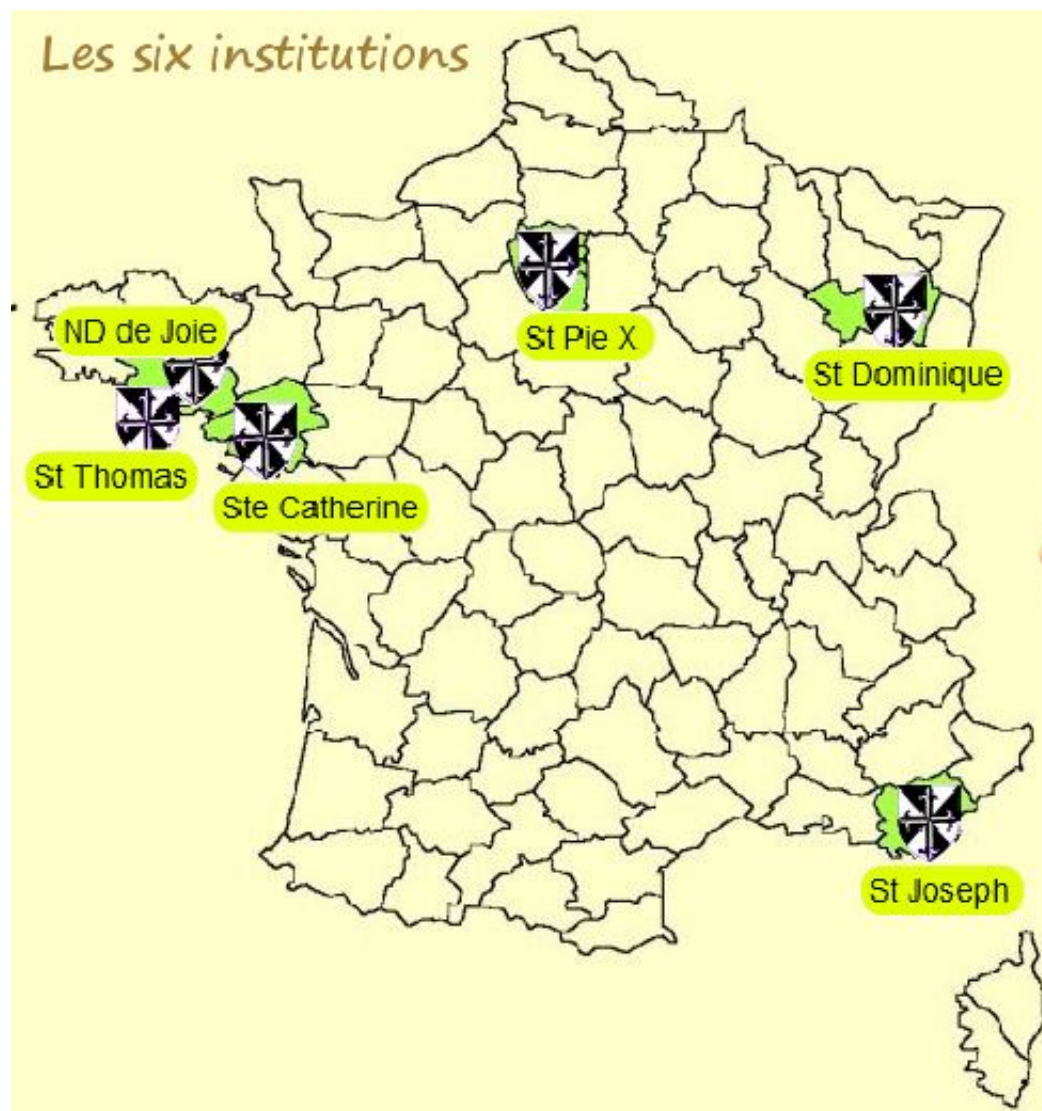 Les six institutions
ND de Joie
St Pie X
St Dominique
St Thomas
Ste Catherine
St Joseph